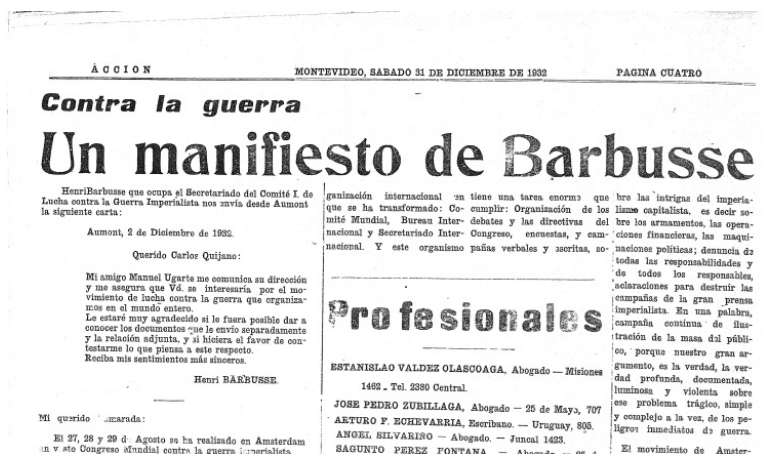 ACCION
MONTEVIDEO, SABADO 31 DE DICIEMBRE DE 1932
PAGINA CUATRO
Contra la guerra
Un manifiesto de Barbusse
HenriBarbusse que ocupa el Secretariado del Comité I. de
Lucha contra la Guerra Imperialista nos envía desde Aumont
la siguiente carta:
Aumont, 2 de Diciembre de 1932.
Querido Carlos Quijano:
Mi amigo Manuel Ugarte me comunica su dirección
y me asegura que Vd. se interesaría por el mo-
vimiento de lucha contra la guerra que organiza-
mos en el mundo entero.
Le estaré muy agradecido si le fuera posible dar a
conocer los documentos que le envío separadamente
y la relación adjunta, y si hiciera el favor de con-
testarme lo que piensa a este respecto.
Reciba mis sentimientos más sinceros.
Henri BARBUSSE.
Mi querido amarada:
El 27, 28 y 29 de Agosto se ha realizado en Amsterdam
un vasto Congreso Mundial contra la guerra imperialista.
ganización internacional en
que se ha transformado: Co-
mité Mundial, Bureau Inter-
nacional y Secretariado Inter-
nacional. Y este organismo
tiene una tarea enorme que
cumplir: Organización de los
debates y las directivas del
Congreso, encuestas, y cam-
pañas verbales y escritas, so-
bre las intrigas del imperia-
lismo capitalista, es decir so-
bre los armamentos, las opera-
ciones financieras, las maqui-
naciones políticas; denuncia de
todas las responsabilidades y
de todos los responsables,
aclaraciones para destruir las
campañas de la gran prensa
imperialista. En una palabra,
campaña continua de ilus-
tración de la masa del públi-
co, porque nuestro gran ar-
gumento, es la verdad, la ver-
dad profunda, documentada,
luminosa y violenta sobre
ese problema trágico, simple
y complejo a la vez, de los pe-
ligros inmediatos de guerra.
El movimiento de Amster-
Profesionales
ESTANISLAO VALDEZ OLASCOAGA, Abogado — Misiones
1462 . Tel. 2380 Central.
JOSE PEDRO ZUBILLAGA, Abogado — 25 de Mayo, 707
ARTURO F. ECHEVARRIA, Escribano. — Uruguay, 805.
ANGEL SILVARIÑO — Abogado. — Juncal 1423.
SAGUNTO PEREZ FONTANA — Abogado